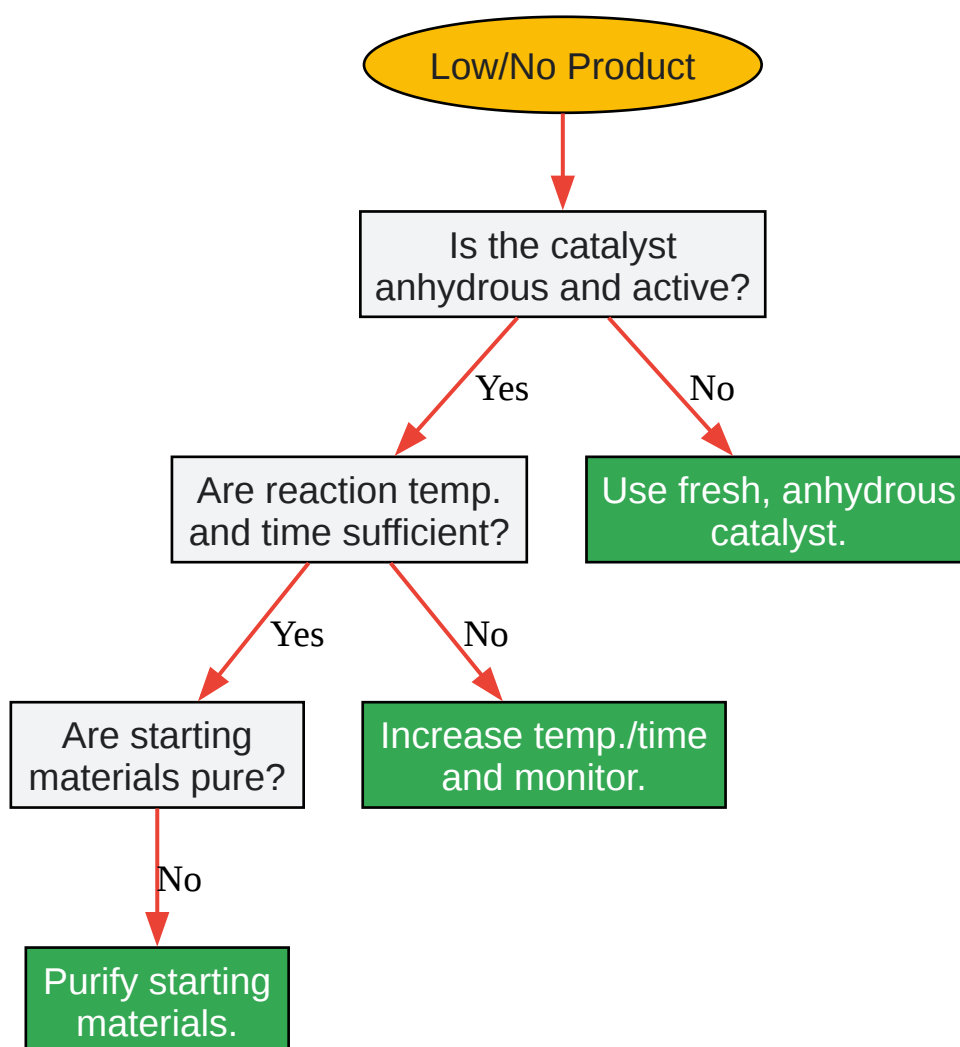 Low/No Product
Is the catalyst
anhydrous and active?
Yes
No
Are reaction temp.
and time sufficient?
Use fresh, anhydrous
catalyst.
Yes
No
Are starting
materials pure?
Increase temp./time
and monitor.
No
Purify starting
materials.